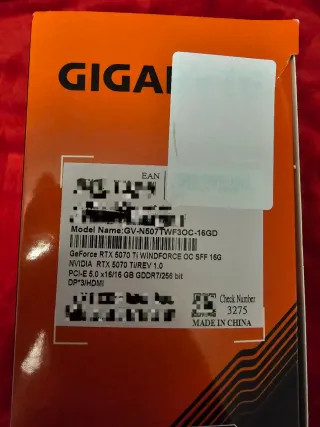 GIGA
EAN
Model Name:GV-N507TWF3OC-16GD
GeForce RTX 5070 Ti WINDFORCE OC SFF 16G
NVIDIA RTX 5070 Ti/REV 1.0
PCI-E 5.0 x16/16 GB GDDR7/256 bit
DP*3/HDMI
Check Number
3275
MADE IN CHINA